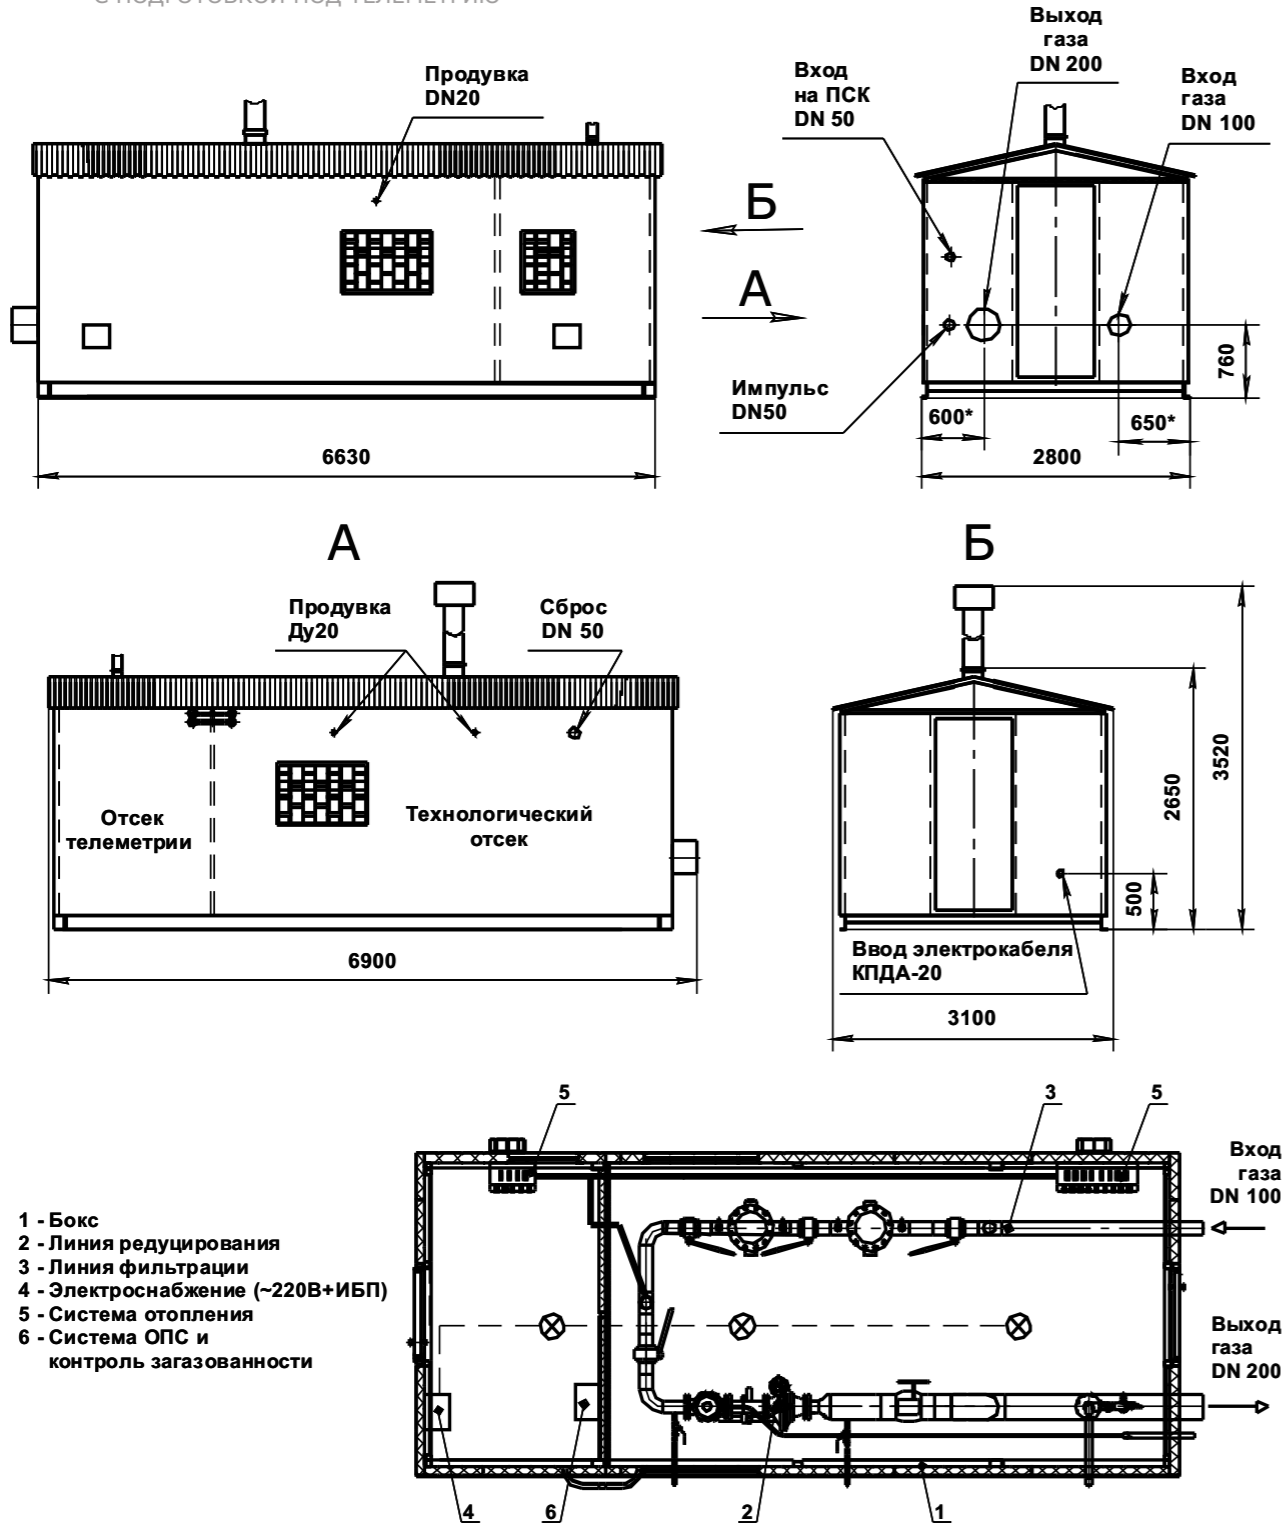 С ПОДГОТОВКОЙ ПОД ТЕЛЕМЕТРИЮ
Продувка
DN20
Вход
на ПСК
DN 50
Выход
газа
DN 200
Вход
газа
DN 100
Б
А
Импульс
DN50
760
600*
650*
6630
2800
А
Б
Продувка
Ду20
Сброс
DN 50
Отсек
телеметрии
Технологический
отсек
3520
2650
500
Ввод электрокабеля
КПДА-20
6900
3100
5
3
5
Вход
газа
DN 100
1 - Бокс
2 - Линия редуцирования
3 - Линия фильтрации
4 - Электроснабжение (~220В+ИБП)
5 - Система отопления
6 - Система ОПС и
контроль загазованности
Выход
газа
DN 200
4
6
2
1